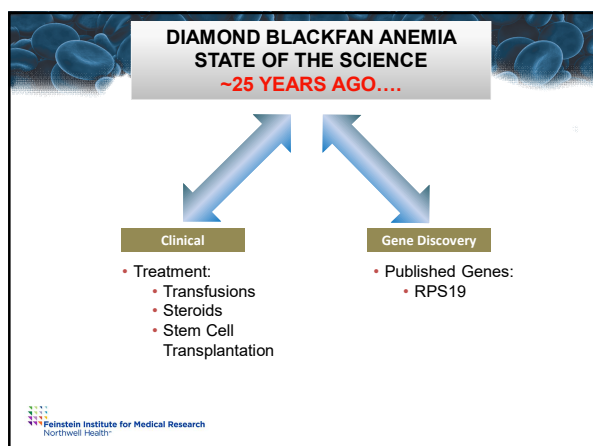 DIAMOND BLACKFAN ANEMIA
STATE OF THE SCIENCE
~25 YEARS AGO....
Clinical
• Treatment:
• Transfusions
• Steroids
• Stem Cell
Transplantation
Gene Discovery
• Published Genes:
• RPS19
Feinstein Institute for Medical Research
Northwell Health